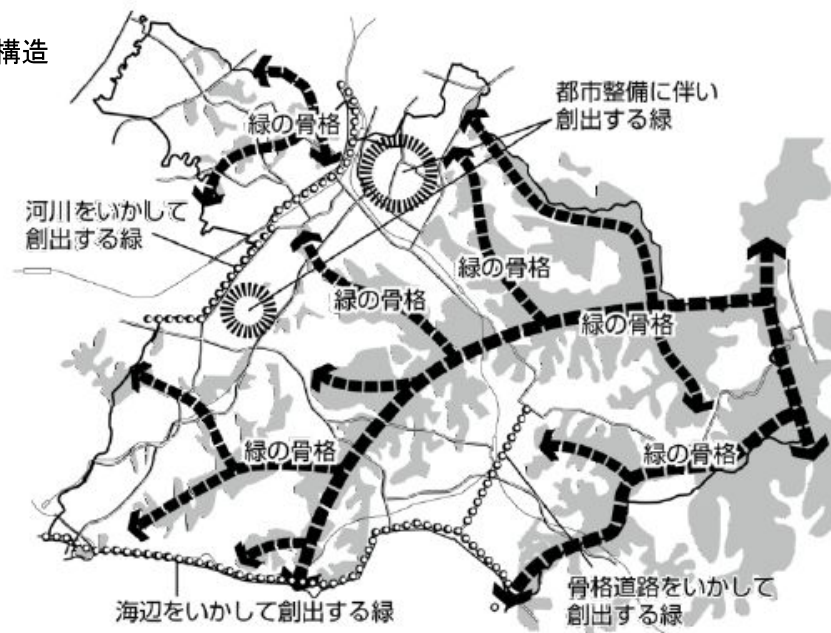 構造
都市整備に伴い
創出する緑
緑の骨格
河川をいかして
創出する緑
緑の骨格
緑の骨格
緑の骨格
緑の骨格
緑の骨格
骨格道路をいかして
創出する緑
海辺をいかして創出する緑